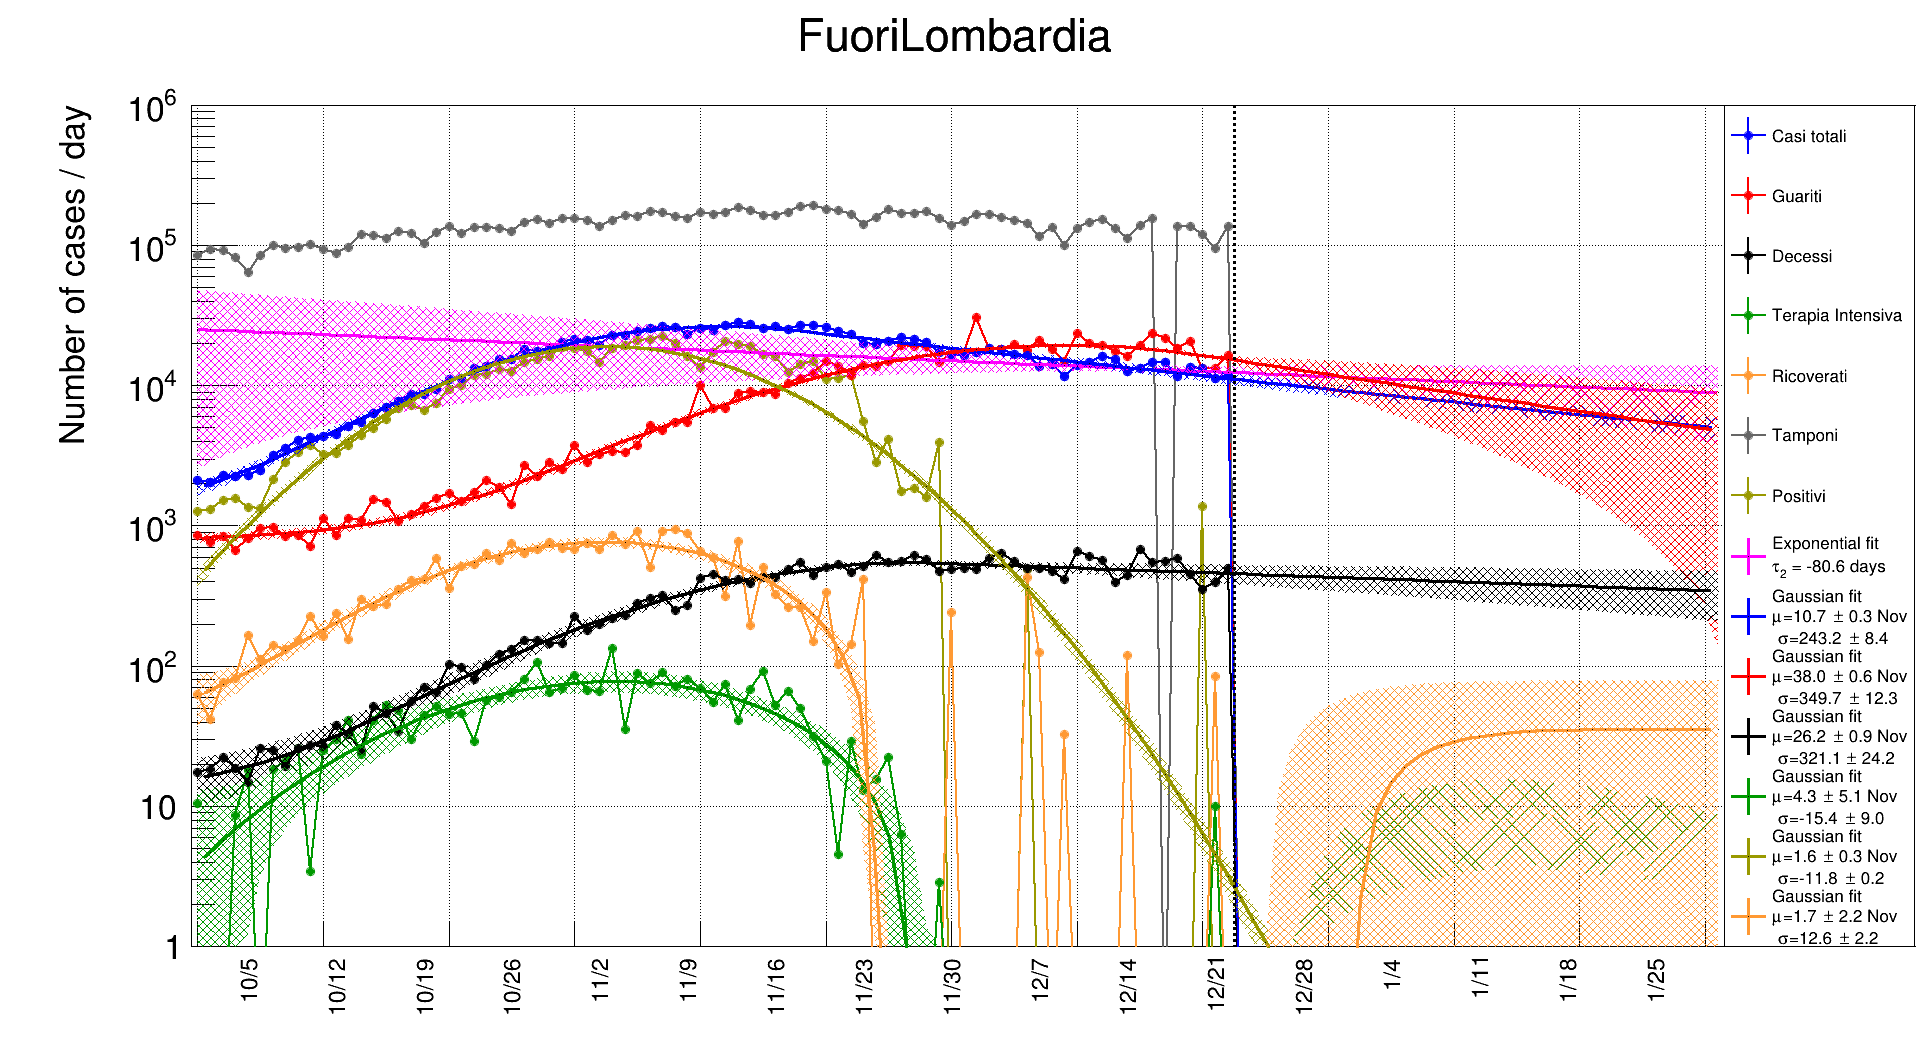 FuoriLombardia
Number of cases / day
10^6
10^5
10^4
10^3
10^2
10
1
10/5
10/12
10/19
10/26
11/2
11/9
11/16
11/23
11/30
12/7
12/14
12/21
12/28
1/4
1/11
1/18
1/25
Casi totali
Guariti
Decessi
Terapia Intensiva
Ricoverati
Tamponi
Positivi
Exponential fit
τ₂ = -80.6 days
Gaussian fit
μ=10.7 ± 0.3 Nov
σ=243.2 ± 8.4
Gaussian fit
μ=38.0 ± 0.6 Nov
σ=349.7 ± 12.3
Gaussian fit
μ=26.2 ± 0.9 Nov
σ=321.1 ± 24.2
Gaussian fit
μ=4.3 ± 5.1 Nov
σ=-15.4 ± 9.0
Gaussian fit
μ=1.6 ± 0.3 Nov
σ=-11.8 ± 0.2
Gaussian fit
μ=1.7 ± 2.2 Nov
σ=12.6 ± 2.2